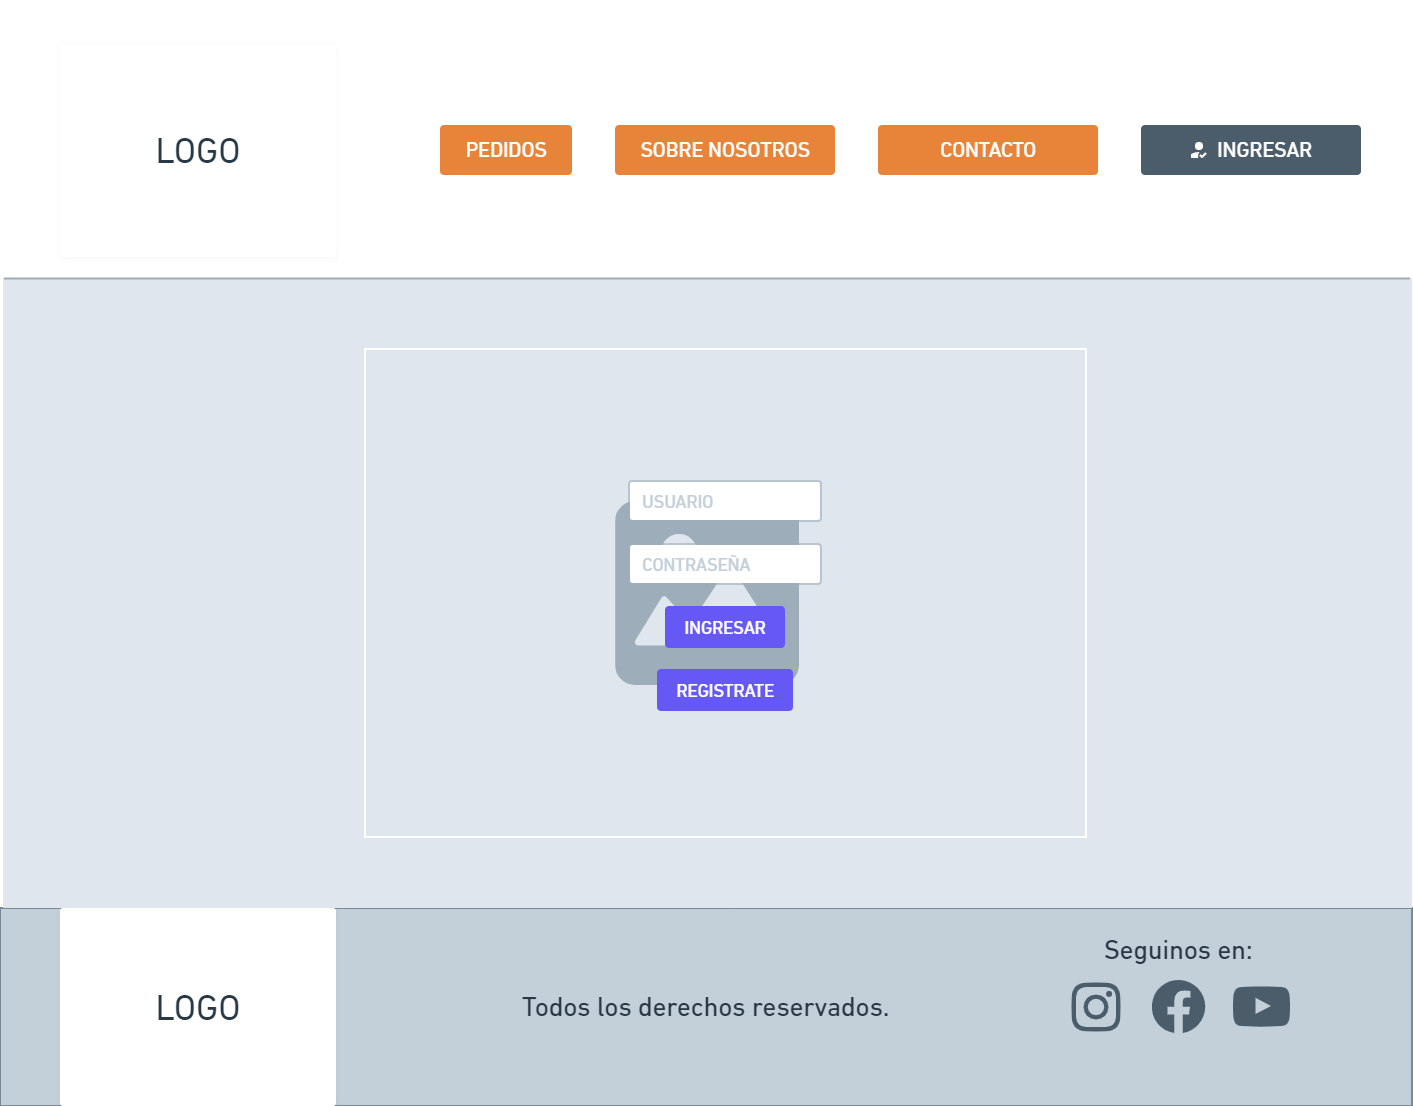 LOGO
PEDIDOS
SOBRE NOSOTROS
CONTACTO
INGRESAR
USUARIO
CONTRASEÑA
INGRESAR
REGISTRATE
LOGO
Todos los derechos reservados.
Seguinos en: